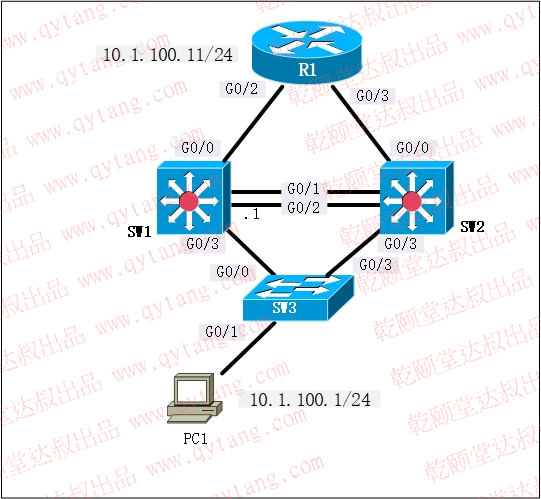 10.1.100.11/24
R1
G0/2
G0/3
G0/0
G0/0
G0/1
G0/2
.1
SW1
SW2
G0/3
G0/3
G0/0
G0/3
SW3
G0/1
10.1.100.1/24
PC1
乾颐堂达叔出品 www.qytang.com